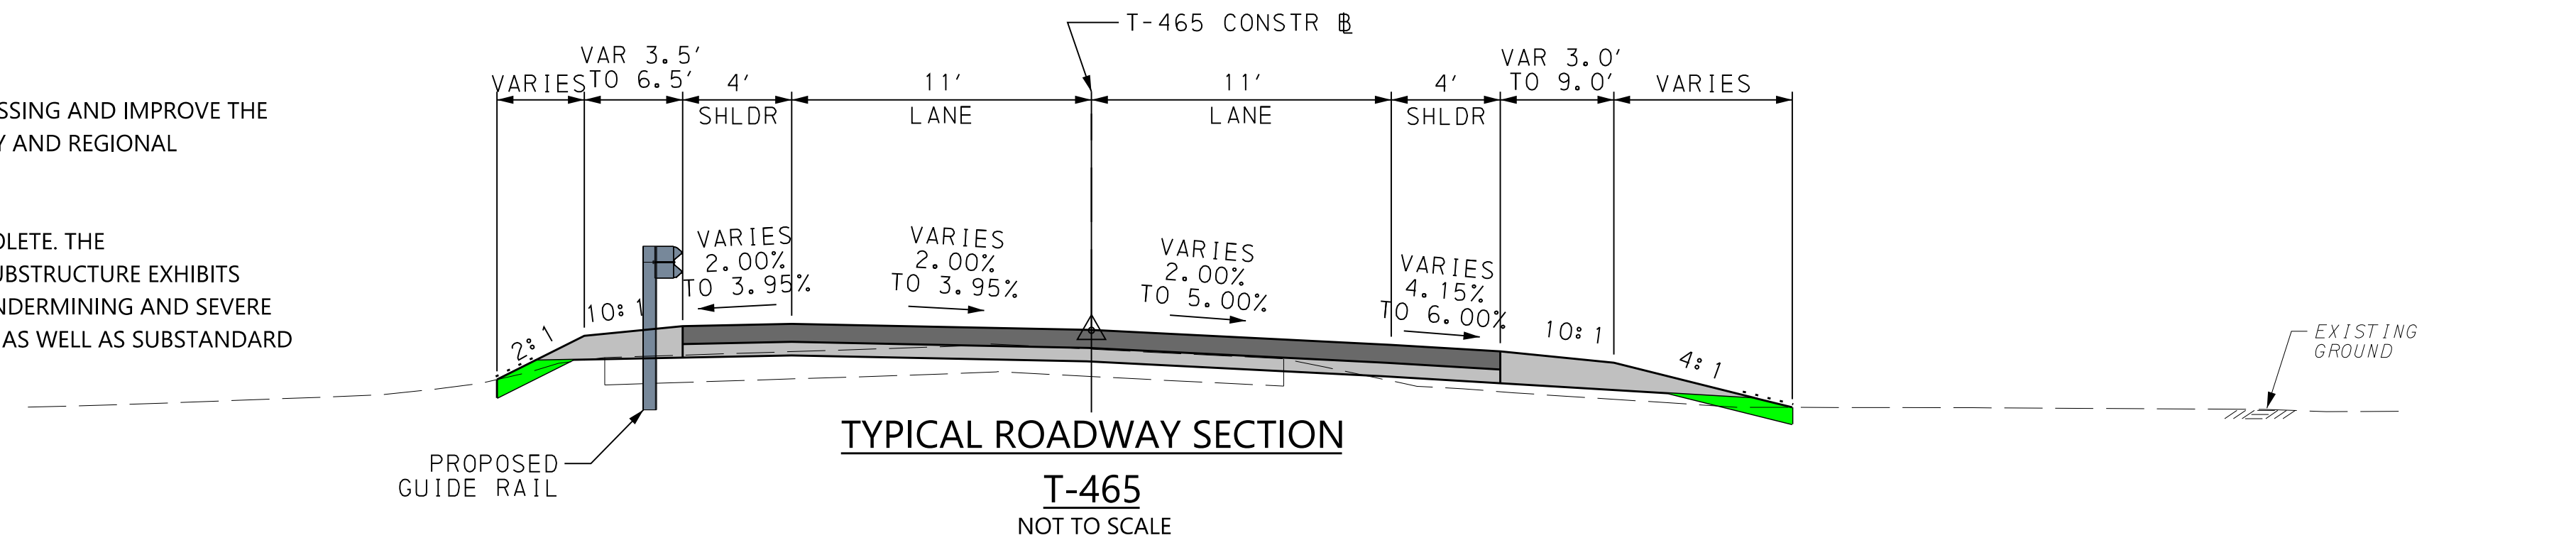 SSING AND IMPROVE THE
Y AND REGIONAL
OLETE. THE
UBSTRUCTURE EXHIBITS
NDERMINING AND SEVERE
AS WELL AS SUBSTANDARD
T-465 CONSTR ℄
VARIES
VAR 3.5'
TO 6.5'
4'
SHLDR
11'
LANE
11'
LANE
4'
SHLDR
VAR 3.0'
TO 9.0'
VARIES
2:1
10:1
VARIES
2.00%
TO 3.95%
VARIES
2.00%
TO 3.95%
VARIES
2.00%
TO 5.00%
VARIES
4.15%
TO 6.00%
10:1
4:1
EXISTING
GROUND
PROPOSED
GUIDE RAIL
TYPICAL ROADWAY SECTION
T-465
NOT TO SCALE